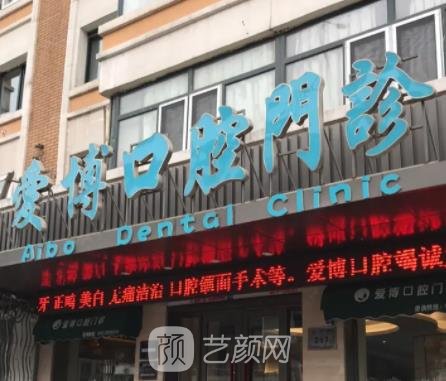 愛博口腔門診
Aibo Dental Clinic
牙 正畸 美白 无痛洁治 口腔颌面手术等。爱博口腔竭诚
爱博口腔门诊
爱博口腔门诊
颜 艺颜网